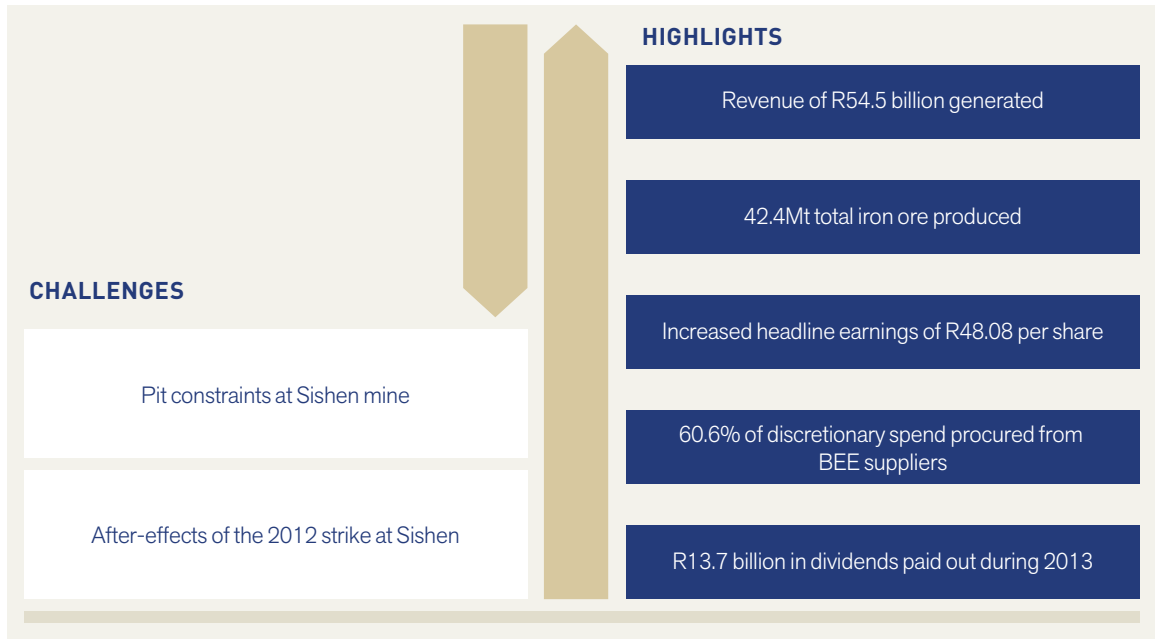 CHALLENGES
Pit constraints at Sishen mine
After-effects of the 2012 strike at Sishen
HIGHLIGHTS
Revenue of R54.5 billion generated
42.4Mt total iron ore produced
Increased headline earnings of R48.08 per share
60.6% of discretionary spend procured from
BEE suppliers
R13.7 billion in dividends paid out during 2013